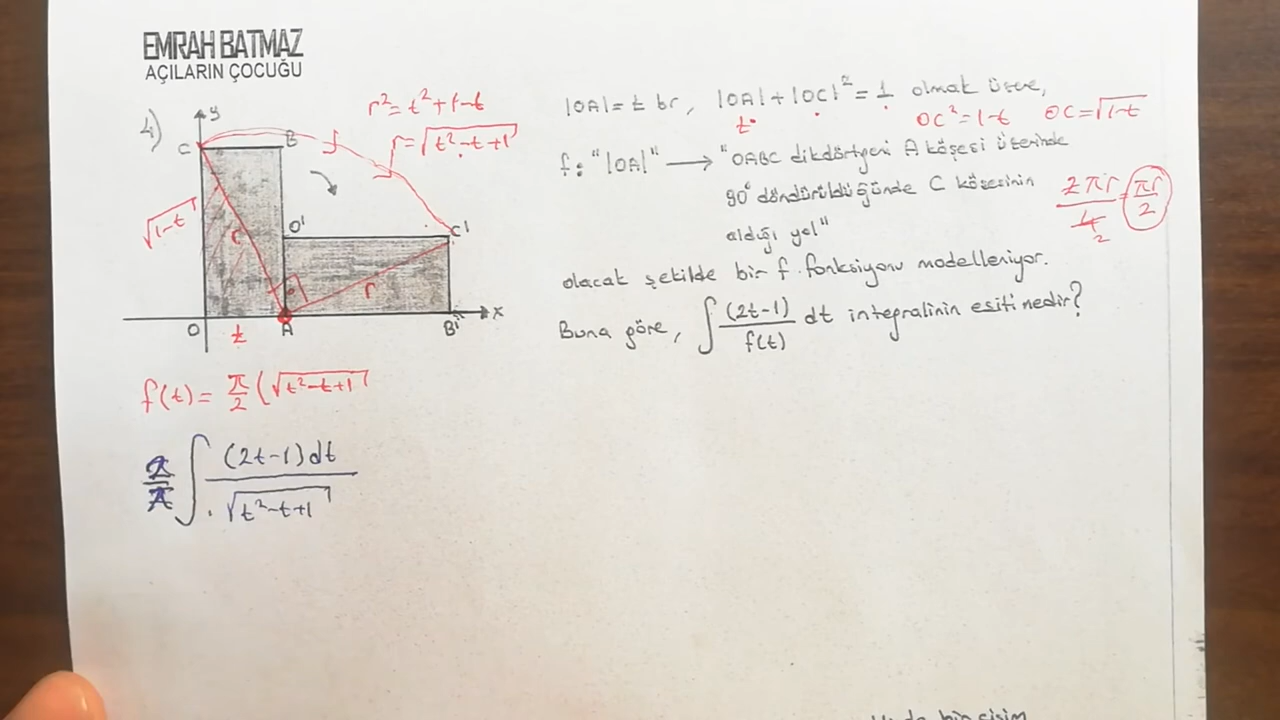 EMRAH BATMAZ
AÇILARIN ÇOCUĞU
4)
y
C
B
r² = t² + 1 - t
r = √(t² - t + 1)
√(1-t)
r
O'
C'
r
O
t
A
B'
x
|OA| = t br, |OA| + |OC|² = 1 olmak üzere,
t
OC² = 1 - t OC = √(1-t)
f: "|OA|" → "OABC dikdörtgeni A köşesi üzerinde
90° döndürüldüğünde C köşesinin
aldığı yol"
2πr/4 = πr/2
2
olacak şekilde bir f fonksiyonu modelleniyor.
Buna göre, ∫ (2t-1)/f(t) dt integralinin eşiti nedir?
f(t) = π/2 (√(t² - t + 1)
2/π ∫ (2t-1)dt / √(t² - t + 1)